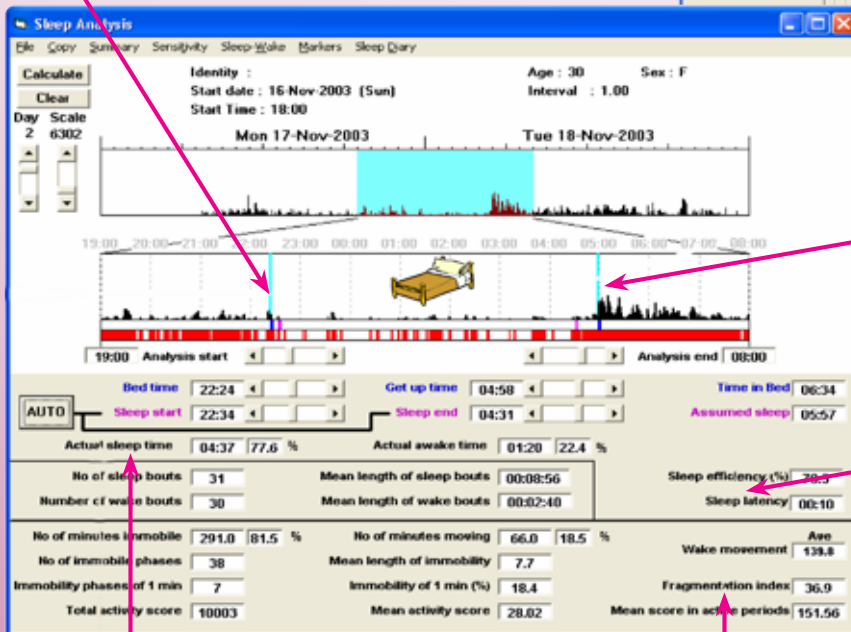 Sleep Analysis
File Copy Summary Sensitivity Sleep-Wake Markers Sleep Diary
Calculate Identity : Age : 30 Sex : F
Clear Start date : 16-Nov-2003 (Sun) Interval : 1.00
Day Scale Start Time : 18:00
2 6302 Mon 17-Nov-2003 Tue 18-Nov-2003
19:00 20:00 21:00 22:00 23:00 00:00 01:00 02:00 03:00 04:00 05:00 06:00 07:00 08:00
19:00 Analysis start Analysis end 08:00
Bed time 22:24 Get up time 04:58 Time in Bed 06:34
AUTO Sleep start 22:34 Sleep end 04:31 Assumed sleep 05:57
Actual sleep time 04:37 77.6 % Actual awake time 01:20 22.4 %
No of sleep bouts 31 Mean length of sleep bouts 00:08:56 Sleep efficiency (%)
Number of wake bouts 30 Mean length of wake bouts 00:02:40 Sleep latency 00:10
No of minutes immobile 291.0 81.5 % No of minutes moving 66.0 18.5 % Ave
Wake movement 139.8
No of immobile phases 38 Mean length of immobility 7.7
Immobility phases of 1 min 7 Immobility of 1 min (%) 18.4 Fragmentation index 36.9
Total activity score 10003 Mean activity score 28.02 Mean score in active periods 151.56